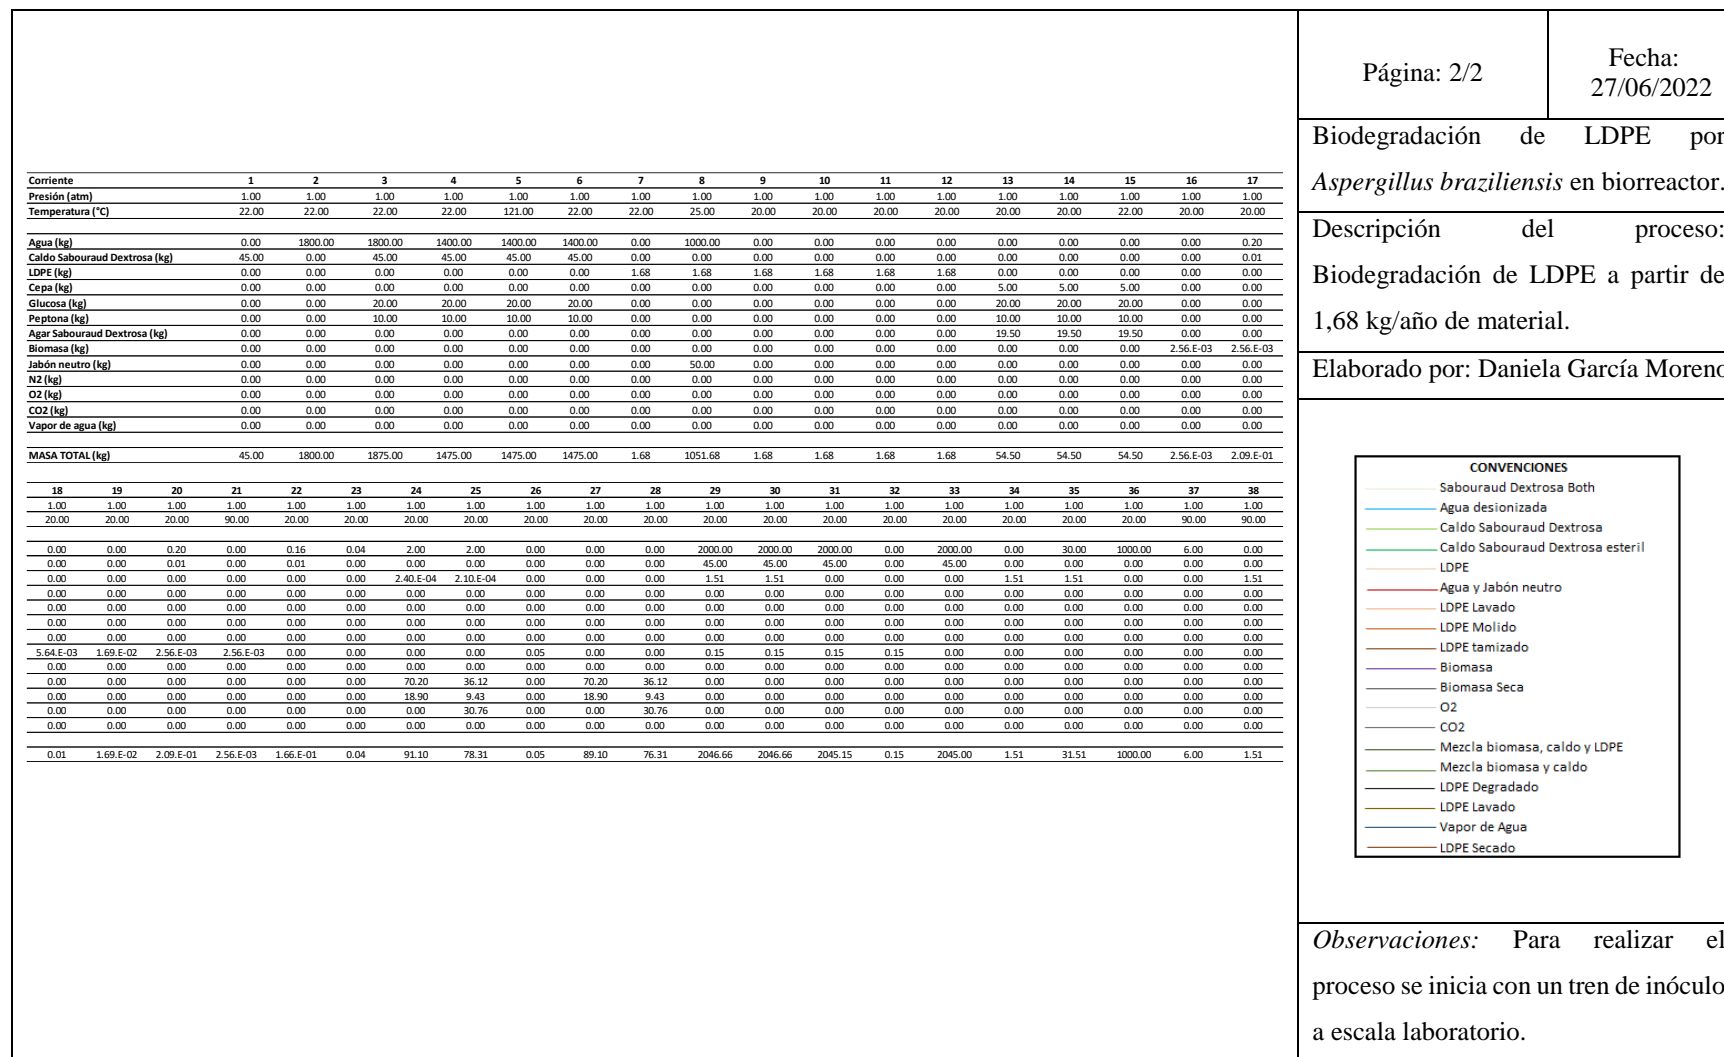 Página: 2/2
Fecha:
27/06/2022
Biodegradación de LDPE por
Aspergillus braziliensis en biorreactor.
Descripción del proceso:
Biodegradación de LDPE a partir de
1,68 kg/año de material.
Elaborado por: Daniela García Moreno
Corriente 1 2 3 4 5 6 7 8 9 10 11 12 13 14 15 16 17
Presión (atm) 1.00 1.00 1.00 1.00 1.00 1.00 1.00 1.00 1.00 1.00 1.00 1.00 1.00 1.00 1.00 1.00 1.00
Temperatura (°C) 22.00 22.00 22.00 22.00 121.00 22.00 22.00 25.00 20.00 20.00 20.00 20.00 20.00 20.00 22.00 20.00 20.00
Agua (kg) 0.00 1800.00 1800.00 1400.00 1400.00 1400.00 0.00 1000.00 0.00 0.00 0.00 0.00 0.00 0.00 0.00 0.00 0.20
Caldo Sabouraud Dextrosa (kg) 45.00 0.00 45.00 45.00 45.00 45.00 0.00 0.00 0.00 0.00 0.00 0.00 0.00 0.00 0.00 0.00 0.01
LDPE (kg) 0.00 0.00 0.00 0.00 0.00 0.00 1.68 1.68 1.68 1.68 1.68 1.68 0.00 0.00 0.00 0.00 0.00
Cepa (kg) 0.00 0.00 0.00 0.00 0.00 0.00 0.00 0.00 0.00 0.00 0.00 0.00 5.00 5.00 5.00 0.00 0.00
Glucosa (kg) 0.00 0.00 20.00 20.00 20.00 20.00 0.00 0.00 0.00 0.00 0.00 0.00 20.00 20.00 20.00 0.00 0.00
Peptona (kg) 0.00 0.00 10.00 10.00 10.00 10.00 0.00 0.00 0.00 0.00 0.00 0.00 10.00 10.00 10.00 0.00 0.00
Agar Sabouraud Dextrosa (kg) 0.00 0.00 0.00 0.00 0.00 0.00 0.00 0.00 0.00 0.00 0.00 0.00 19.50 19.50 19.50 0.00 0.00
Biomasa (kg) 0.00 0.00 0.00 0.00 0.00 0.00 0.00 0.00 0.00 0.00 0.00 0.00 0.00 0.00 0.00 2.56.E-03 2.56.E-03
Jabón neutro (kg) 0.00 0.00 0.00 0.00 0.00 0.00 0.00 50.00 0.00 0.00 0.00 0.00 0.00 0.00 0.00 0.00 0.00
N2 (kg) 0.00 0.00 0.00 0.00 0.00 0.00 0.00 0.00 0.00 0.00 0.00 0.00 0.00 0.00 0.00 0.00 0.00
O2 (kg) 0.00 0.00 0.00 0.00 0.00 0.00 0.00 0.00 0.00 0.00 0.00 0.00 0.00 0.00 0.00 0.00 0.00
CO2 (kg) 0.00 0.00 0.00 0.00 0.00 0.00 0.00 0.00 0.00 0.00 0.00 0.00 0.00 0.00 0.00 0.00 0.00
Vapor de agua (kg) 0.00 0.00 0.00 0.00 0.00 0.00 0.00 0.00 0.00 0.00 0.00 0.00 0.00 0.00 0.00 0.00 0.00
MASA TOTAL (kg) 45.00 1800.00 1875.00 1475.00 1475.00 1475.00 1.68 1051.68 1.68 1.68 1.68 1.68 54.50 54.50 54.50 2.56.E-03 2.09.E-01
18 19 20 21 22 23 24 25 26 27 28 29 30 31 32 33 34 35 36 37 38
1.00 1.00 1.00 1.00 1.00 1.00 1.00 1.00 1.00 1.00 1.00 1.00 1.00 1.00 1.00 1.00 1.00 1.00 1.00 1.00 1.00
20.00 20.00 20.00 90.00 20.00 20.00 20.00 20.00 20.00 20.00 20.00 20.00 20.00 20.00 20.00 20.00 20.00 20.00 20.00 90.00 90.00
0.00 0.00 0.20 0.00 0.16 0.04 2.00 2.00 0.00 0.00 0.00 2000.00 2000.00 2000.00 0.00 2000.00 0.00 30.00 1000.00 6.00 0.00
0.00 0.00 0.01 0.00 0.01 0.00 0.00 0.00 0.00 0.00 0.00 45.00 45.00 45.00 0.00 45.00 0.00 0.00 0.00 0.00 0.00
0.00 0.00 0.00 0.00 0.00 0.00 2.40.E-04 2.10.E-04 0.00 0.00 0.00 1.51 1.51 0.00 0.00 0.00 1.51 1.51 0.00 0.00 1.51
0.00 0.00 0.00 0.00 0.00 0.00 0.00 0.00 0.00 0.00 0.00 0.00 0.00 0.00 0.00 0.00 0.00 0.00 0.00 0.00 0.00
0.00 0.00 0.00 0.00 0.00 0.00 0.00 0.00 0.00 0.00 0.00 0.00 0.00 0.00 0.00 0.00 0.00 0.00 0.00 0.00 0.00
0.00 0.00 0.00 0.00 0.00 0.00 0.00 0.00 0.00 0.00 0.00 0.00 0.00 0.00 0.00 0.00 0.00 0.00 0.00 0.00 0.00
0.00 0.00 0.00 0.00 0.00 0.00 0.00 0.00 0.00 0.00 0.00 0.00 0.00 0.00 0.00 0.00 0.00 0.00 0.00 0.00 0.00
5.64.E-03 1.69.E-02 2.56.E-03 2.56.E-03 0.00 0.00 0.00 0.00 0.05 0.00 0.00 0.15 0.15 0.15 0.15 0.00 0.00 0.00 0.00 0.00 0.00
0.00 0.00 0.00 0.00 0.00 0.00 0.00 0.00 0.00 0.00 0.00 0.00 0.00 0.00 0.00 0.00 0.00 0.00 0.00 0.00 0.00
0.00 0.00 0.00 0.00 0.00 0.00 70.20 36.12 0.00 70.20 36.12 0.00 0.00 0.00 0.00 0.00 0.00 0.00 0.00 0.00 0.00
0.00 0.00 0.00 0.00 0.00 0.00 18.90 9.43 0.00 18.90 9.43 0.00 0.00 0.00 0.00 0.00 0.00 0.00 0.00 0.00 0.00
0.00 0.00 0.00 0.00 0.00 0.00 0.00 30.76 0.00 0.00 30.76 0.00 0.00 0.00 0.00 0.00 0.00 0.00 0.00 0.00 0.00
0.00 0.00 0.00 0.00 0.00 0.00 0.00 0.00 0.00 0.00 0.00 0.00 0.00 0.00 0.00 0.00 0.00 0.00 0.00 0.00 0.00
0.01 1.69.E-02 2.09.E-01 2.56.E-03 1.66.E-01 0.04 91.10 78.31 0.05 89.10 76.31 2046.66 2046.66 2045.15 0.15 2045.00 1.51 31.51 1000.00 6.00 1.51
CONVENCIONES
Sabouraud Dextrosa Both
Agua desionizada
Caldo Sabouraud Dextrosa
Caldo Sabouraud Dextrosa esteril
LDPE
Agua y Jabón neutro
LDPE Lavado
LDPE Molido
LDPE tamizado
Biomasa
Biomasa Seca
O2
CO2
Mezcla biomasa, caldo y LDPE
Mezcla biomasa y caldo
LDPE Degradado
LDPE Lavado
Vapor de Agua
LDPE Secado
Observaciones: Para realizar el
proceso se inicia con un tren de inóculo
a escala laboratorio.